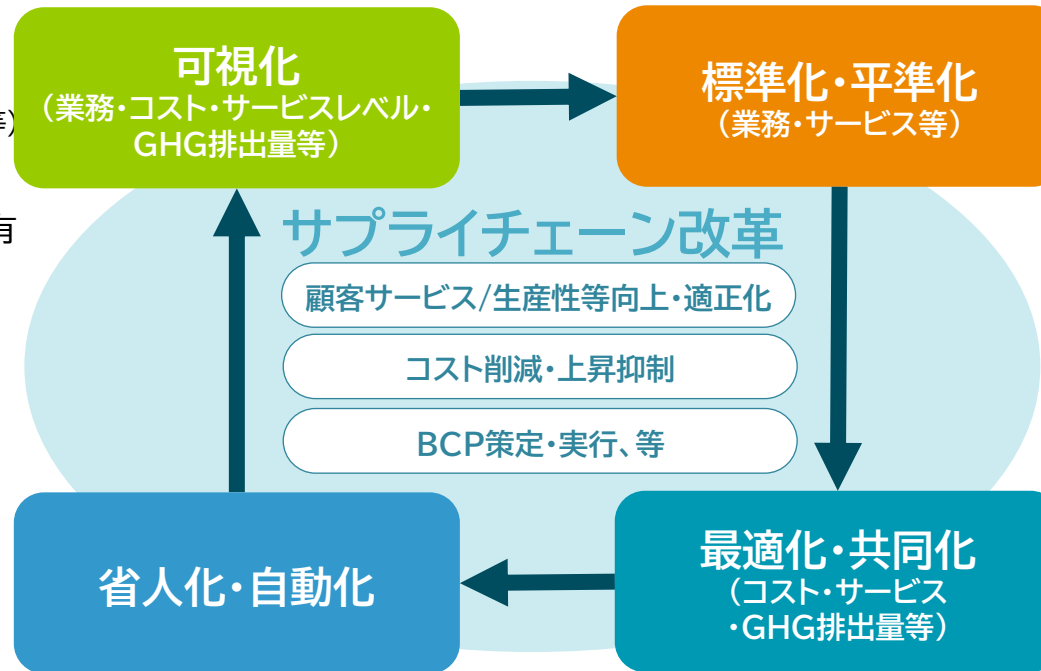 可視化
(業務・コスト・サービスレベル・
GHG排出量等)
標準化・平準化
(業務・サービス等)
等)
有
サプライチェーン改革
顧客サービス/生産性等向上・適正化
コスト削減・上昇抑制
BCP策定・実行、等
省人化・自動化
最適化・共同化
(コスト・サービス
・GHG排出量等)